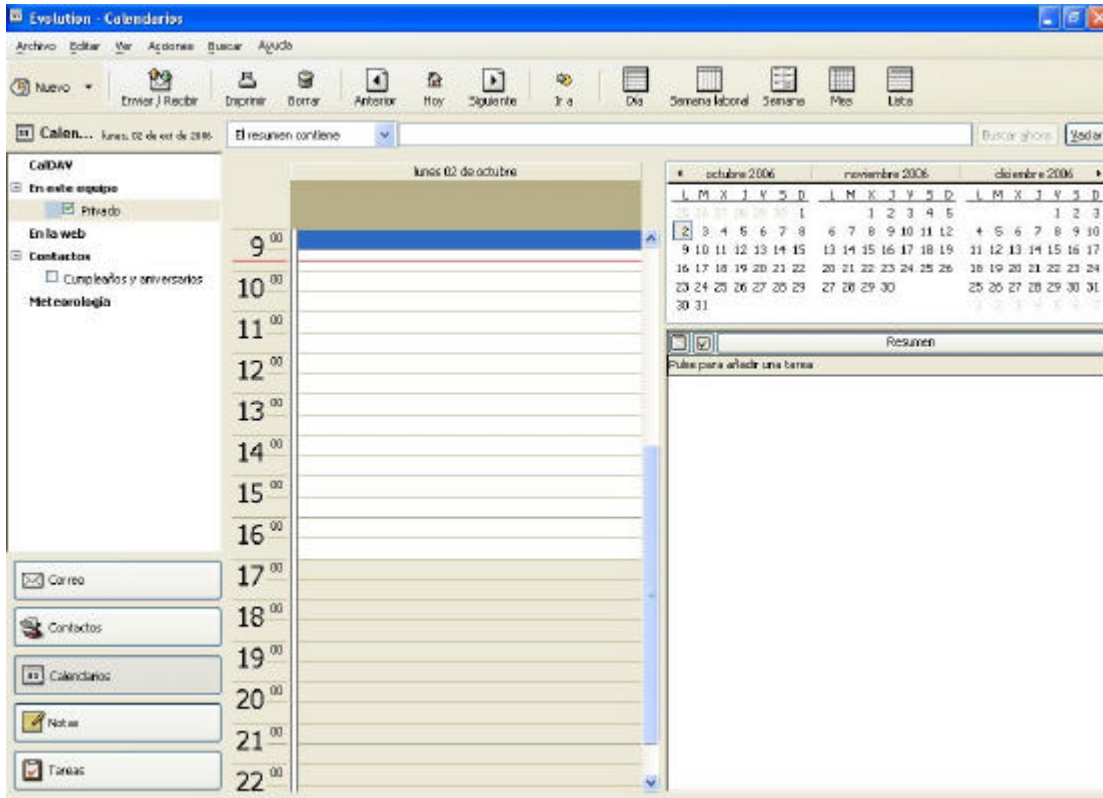 Evolution - Calendarios
Archivo Editar Ver Acciones Buscar Ayuda
Nuevo Enviar / Recibir Imprimir Borrar Anterior Hoy Siguiente Ir a Día Semana laboral Semana Mes Lista
Calen... lunes, 02 de oct de 2006 El resumen contiene Buscar ahora Vaciar
CalDAV
En este equipo
Privado
En la web
Contactos
Cumpleaños y aniversarios
Meteorología
Correo
Contactos
Calendarios
Notas
Tareas
lunes 02 de octubre
9 00
10 00
11 00
12 00
13 00
14 00
15 00
16 00
17 00
18 00
19 00
20 00
21 00
22 00
octubre 2006 noviembre 2006 diciembre 2006
L M X J V S D L M X J V S D L M X J V S D
1 1 2 3 4 5 1 2 3
2 3 4 5 6 7 8 6 7 8 9 10 11 12 4 5 6 7 8 9 10
9 10 11 12 13 14 15 13 14 15 16 17 18 19 11 12 13 14 15 16 17
16 17 18 19 20 21 22 20 21 22 23 24 25 26 18 19 20 21 22 23 24
23 24 25 26 27 28 29 27 28 29 30 25 26 27 28 29 30 31
30 31
Resumen
Pulse para añadir una tarea